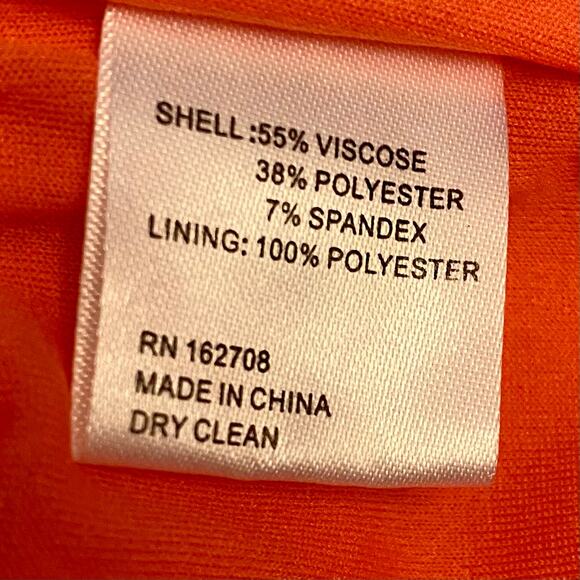 SHELL:55% VISCOSE
38% POLYESTER
7% SPANDEX
LINING: 100% POLYESTER
RN 162708
MADE IN CHINA
DRY CLEAN